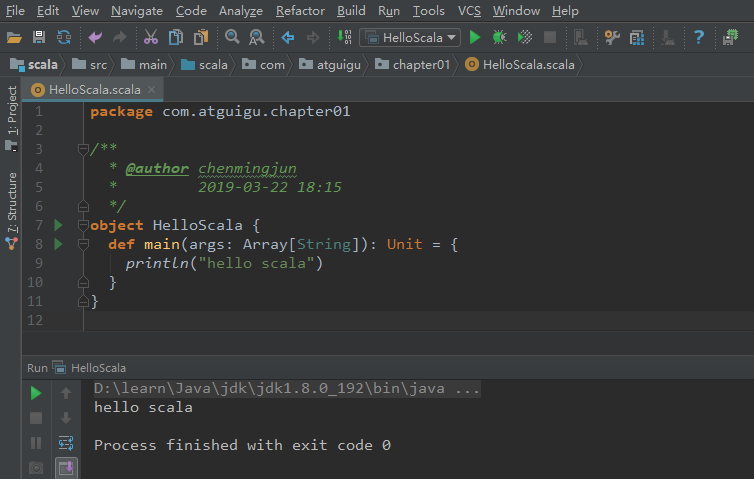 File Edit View Navigate Code Analyze Refactor Build Run Tools VCS Window Help
HelloScala
scala src main scala com atguigu chapter01 HelloScala.scala
1: Project
7: Structure
HelloScala.scala
1 package com.atguigu.chapter01
2
3 /**
4 * @author chenmingjun
5 * 2019-03-22 18:15
6 */
7 object HelloScala {
8 def main(args: Array[String]): Unit = {
9 println("hello scala")
10 }
11 }
12
Run HelloScala
D:\learn\Java\jdk\jdk1.8.0_192\bin\java ...
hello scala
Process finished with exit code 0